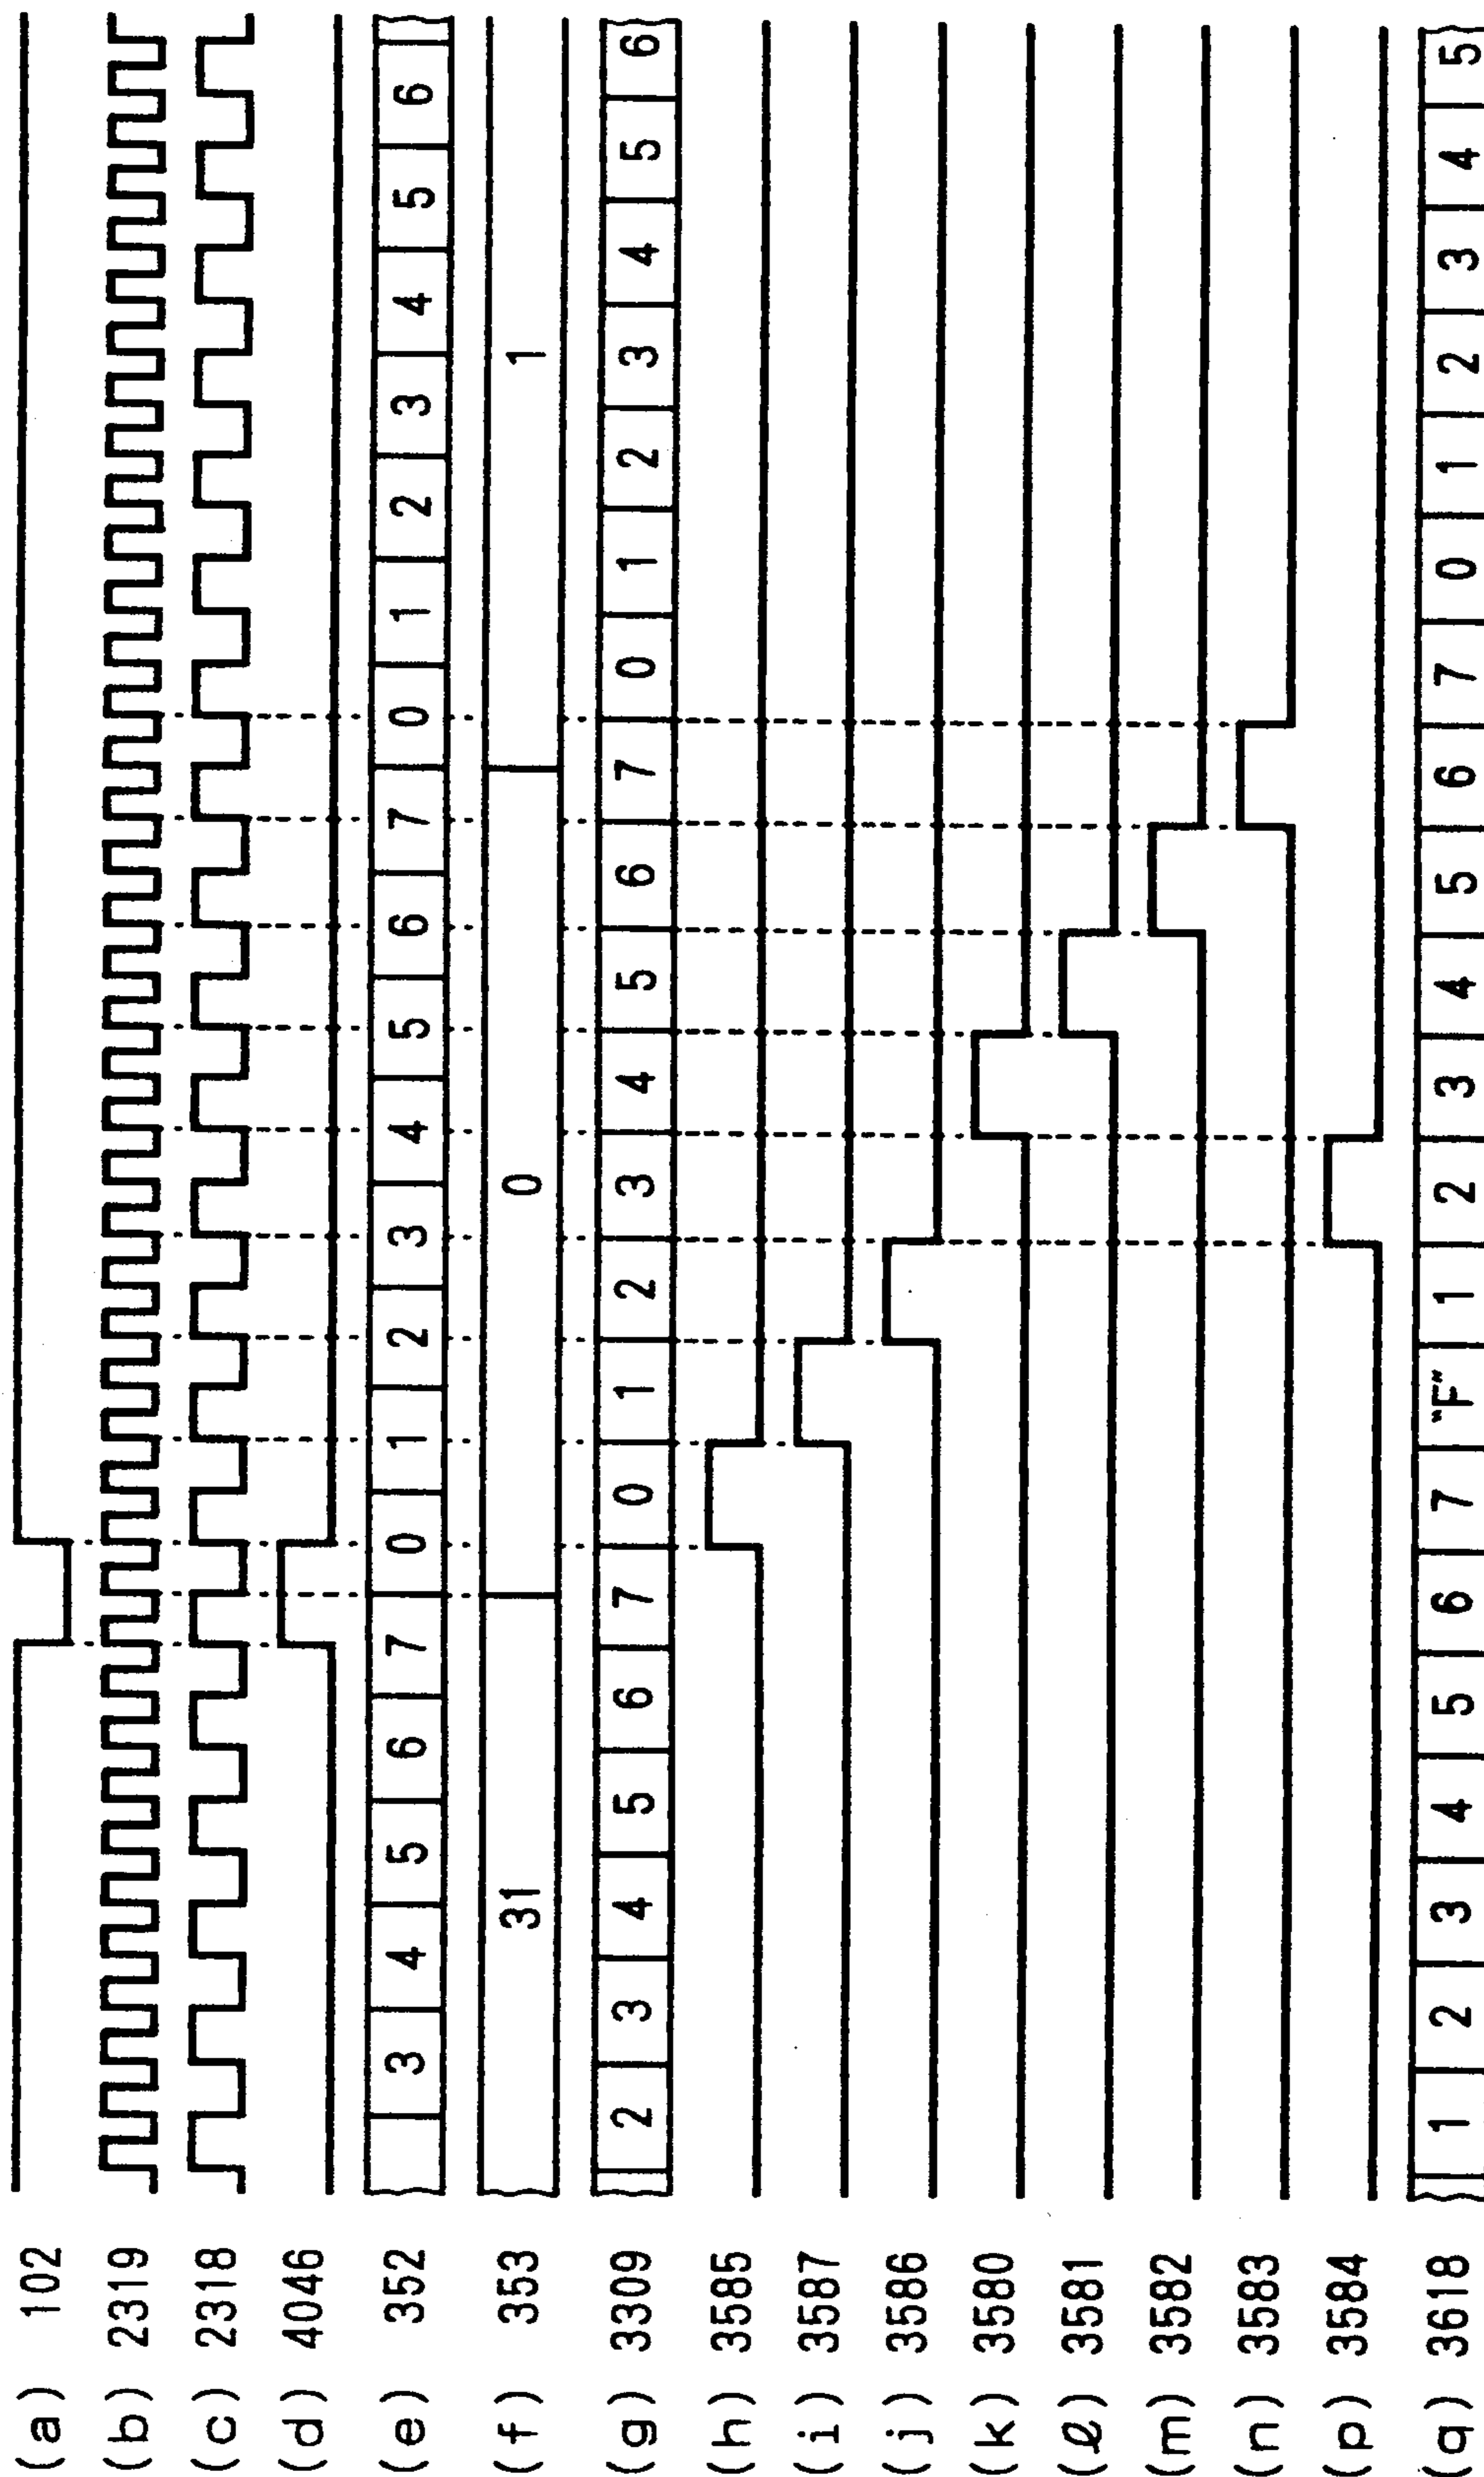 (a) 102
(b) 2319
(c) 2318
(d) 4046
(e) 352 3 4 5 6 7 0 1 2 3 4 5 6 7 0 1 2 3 4 5 6
(f) 353 31 0 1
(g) 3309 2 3 4 5 6 7 0 1 2 3 4 5 6 7 0 1 2 3 4 5 6
(h) 3585
(i) 3587
(j) 3586
(k) 3580
(ℓ) 3581
(m) 3582
(n) 3583
(p) 3584
(q) 3618 1 2 3 4 5 6 7 "F" 1 2 3 4 5 6 7 0 1 2 3 4 5